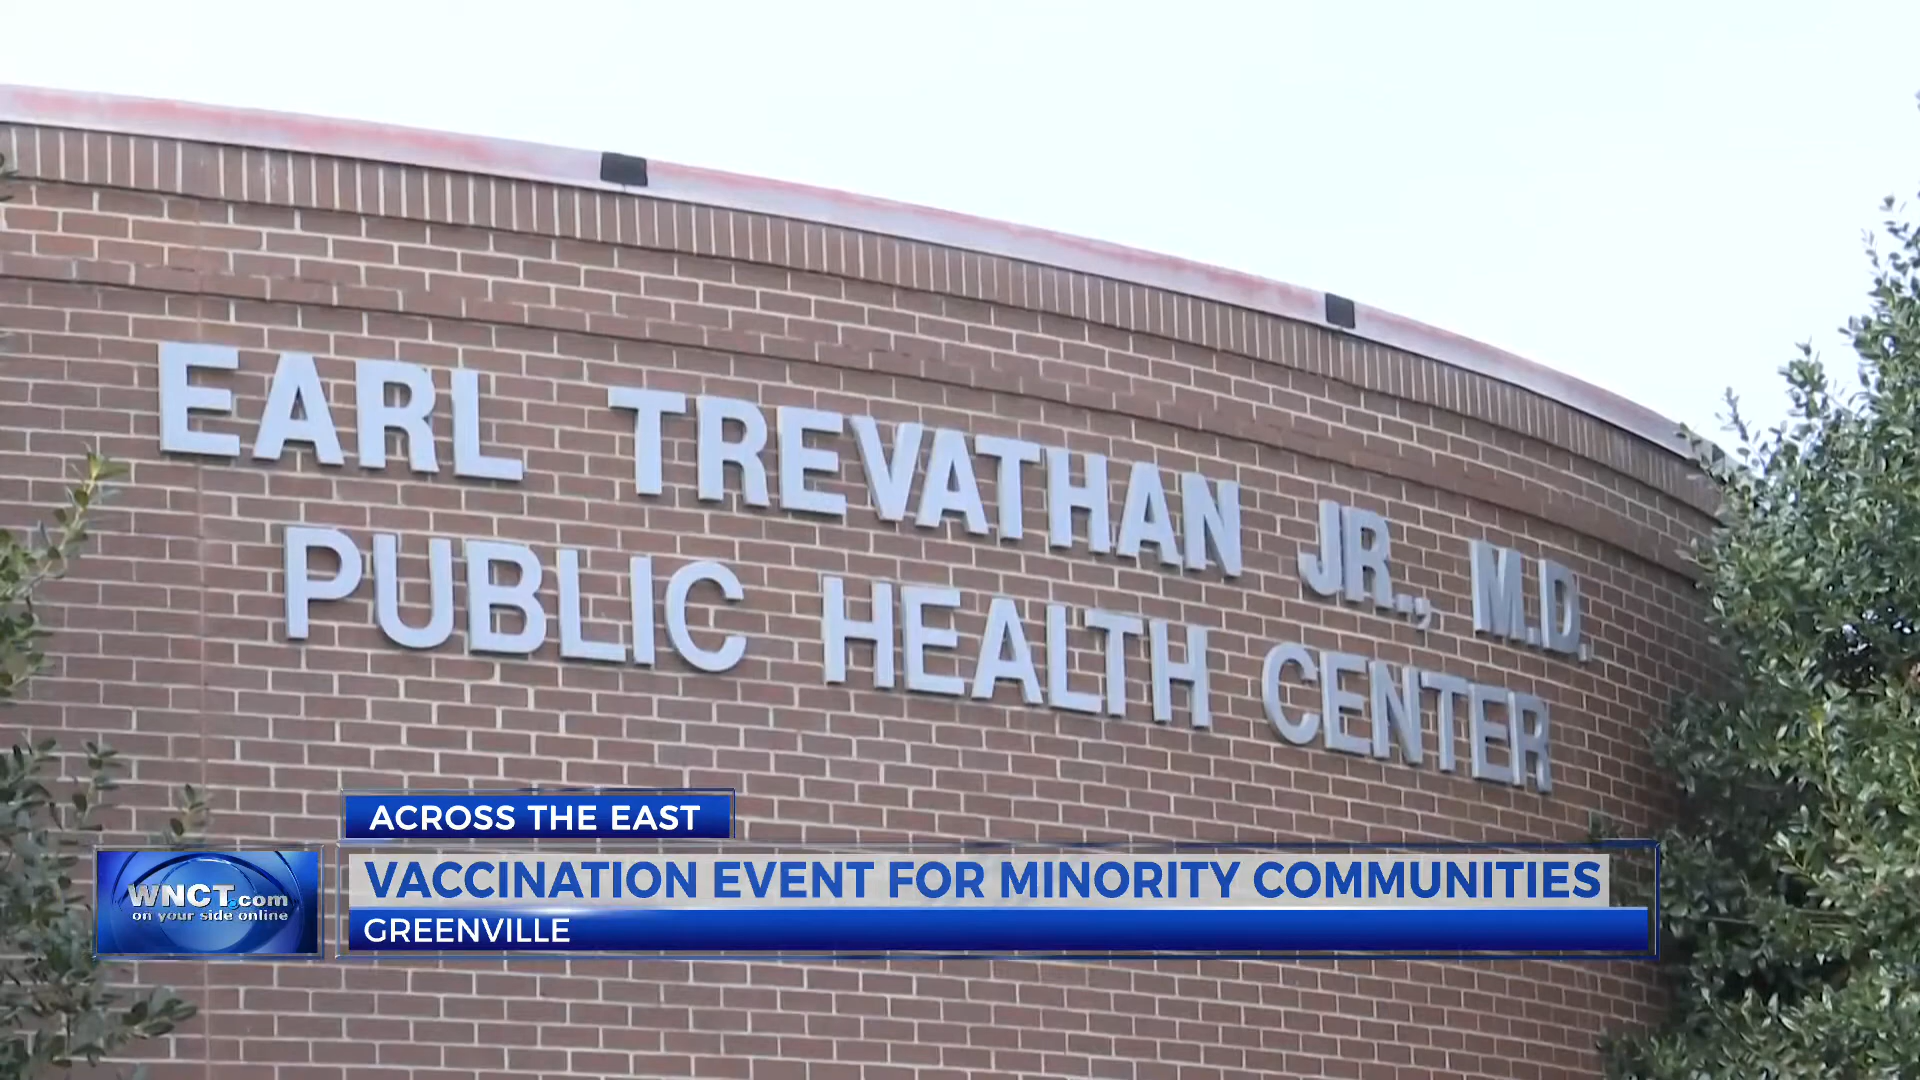 EARL TREVATHAN JR., M.D.
PUBLIC HEALTH CENTER
ACROSS THE EAST
VACCINATION EVENT FOR MINORITY COMMUNITIES
GREENVILLE
WNCT.com
on your side online